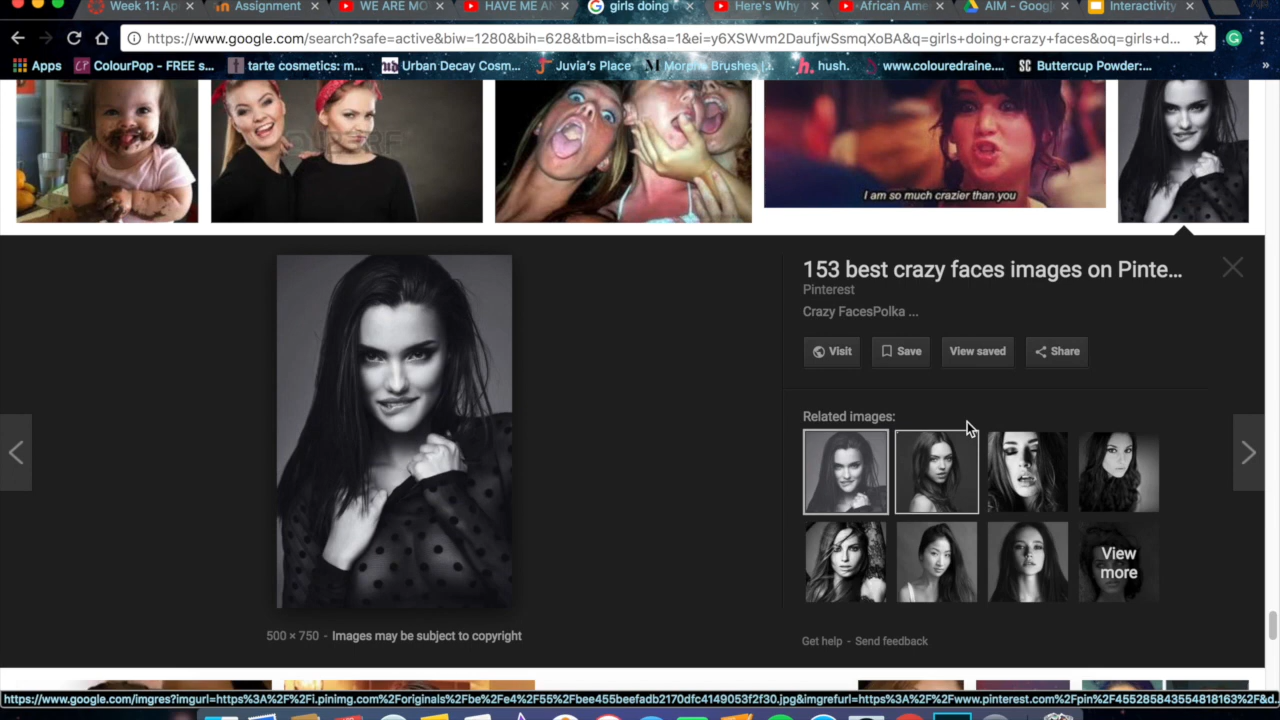 Week 11: Ap
Assignment
WE ARE MO
HAVE ME AN
girls doing c
Here's Why
African Ame
AIM - Googl
Interactivity
https://www.google.com/search?safe=active&biw=1280&bih=628&tbm=isch&sa=1&ei=y6XSWvm2DaufjwSsmqXoBA&q=girls+doing+crazy+faces&oq=girls+d...
Apps
ColourPop - FREE s...
tarte cosmetics: m...
Urban Decay Cosm...
Juvia's Place
Morphe Brushes |...
hush.
www.colouredraine....
Buttercup Powder:...
I am so much crazier than you
153 best crazy faces images on Pinte...
Pinterest
Crazy FacesPolka ...
Visit
Save
View saved
Share
Related images:
View
more
500 × 750 - Images may be subject to copyright
Get help - Send feedback
https://www.google.com/imgres?imgurl=https%3A%2F%2Fi.pinimg.com%2Foriginals%2Fbe%2Fe4%2F55%2Fbee455beefadb2170dfc4149053f2f30.jpg&imgrefurl=https%3A%2F%2Fwww.pinterest.com%2Fpin%2F455285843554818163%2F&d...